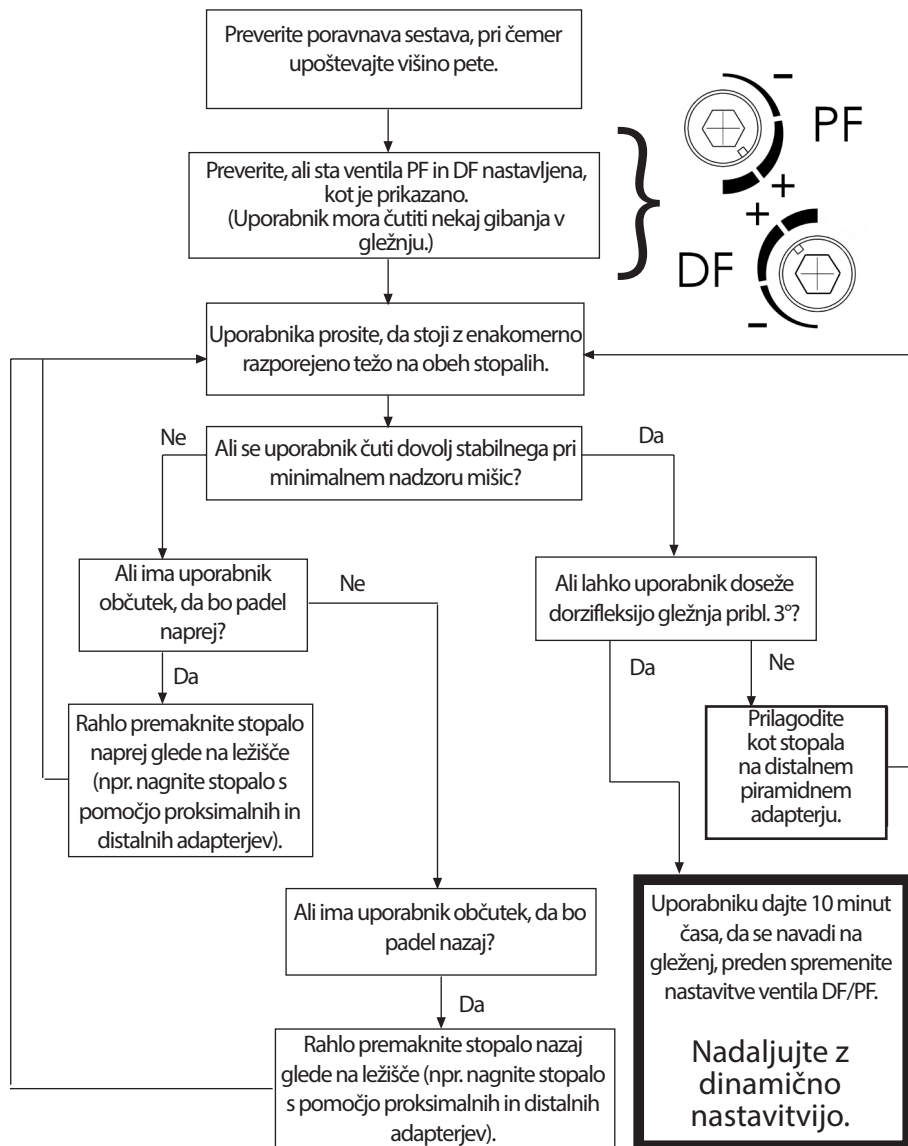 Preverite poravnava sestava, pri čemer
upoštevajte višino pete.
Preverite, ali sta ventila PF in DF nastavljena,
kot je prikazano.
(Uporabnik mora čutiti nekaj gibanja v
gležnju.)
}
-
PF
+
+
DF
-
Uporabnika prosite, da stoji z enakomerno
razporejeno težo na obeh stopalih.
Ne
Ali se uporabnik čuti dovolj stabilnega pri
minimalnem nadzoru mišic?
Da
Ali ima uporabnik
občutek, da bo padel
naprej?
Ne
Ali lahko uporabnik doseže
dorzifleksijo gležnja pribl. 3°?
Da
Da
Ne
Rahlo premaknite stopalo
naprej glede na ležišče
(npr. nagnite stopalo s
pomočjo proksimalnih in
distalnih adapterjev).
Prilagodite
kot stopala
na distalnem
piramidnem
adapterju.
Ali ima uporabnik občutek, da bo
padel nazaj?
Da
Rahlo premaknite stopalo nazaj
glede na ležišče (npr. nagnite stopalo
s pomočjo proksimalnih in distalnih
adapterjev).
Uporabniku dajte 10 minut
časa, da se navadi na
gleženj, preden spremenite
nastavitve ventila DF/PF.
Nadaljujte z
dinamično
nastavitvijo.